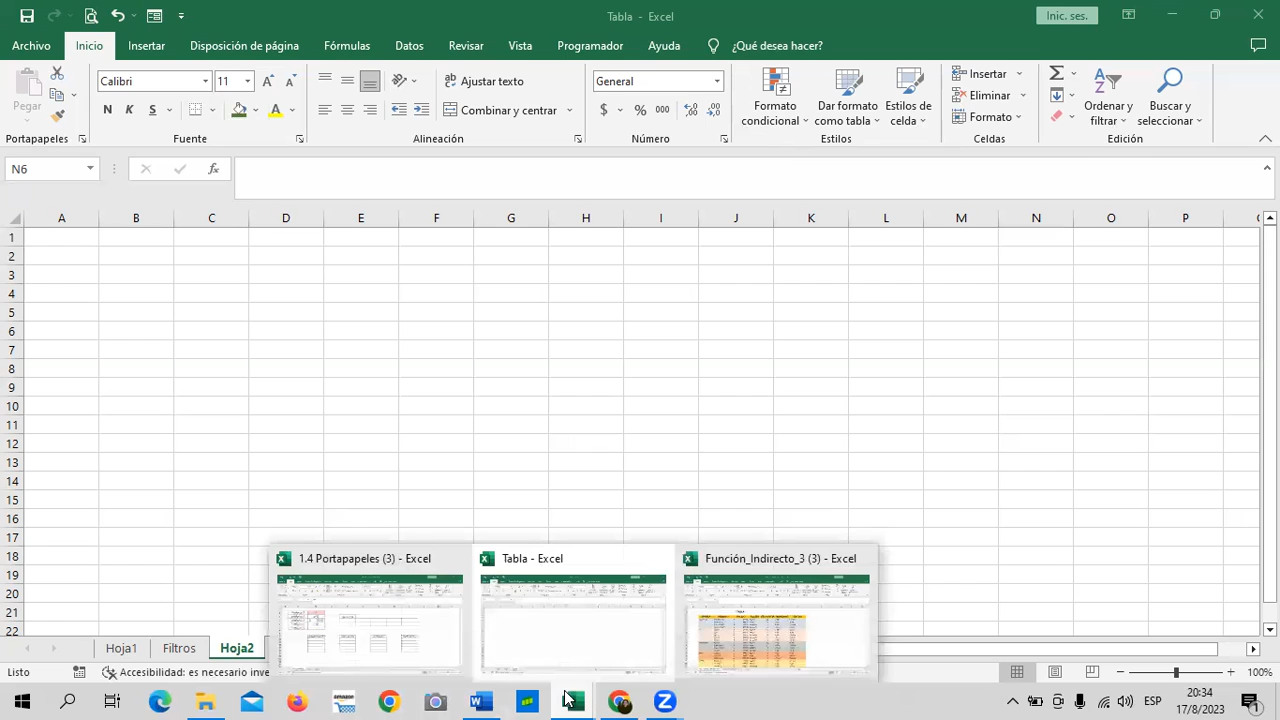 Tabla - Excel
Inic. ses.
Archivo Inicio Insertar Disposición de página Fórmulas Datos Revisar Vista Programador Ayuda ¿Qué desea hacer?
Pegar
Calibri 11
Ajustar texto
General
Formato condicional
Dar formato como tabla
Estilos de celda
Insertar
Eliminar
Formato
Ordenar y filtrar
Buscar y seleccionar
N K S
Combinar y centrar
$ % 000
Portapapeles Fuente Alineación Número Estilos Celdas Edición
N6
fx
A B C D E F G H I J K L M N O P
1
2
3
4
5
6
7
8
9
10
11
12
13
14
15
16
17
18
19
20
21
22
1.4 Portapapeles (3) - Excel
Tabla - Excel
Función_Indirecto_3 (3) - Excel
Hoja1 Filtros Hoja2
Listo Accesibilidad: es necesario inve
100%
ESP
20:34
17/8/2023